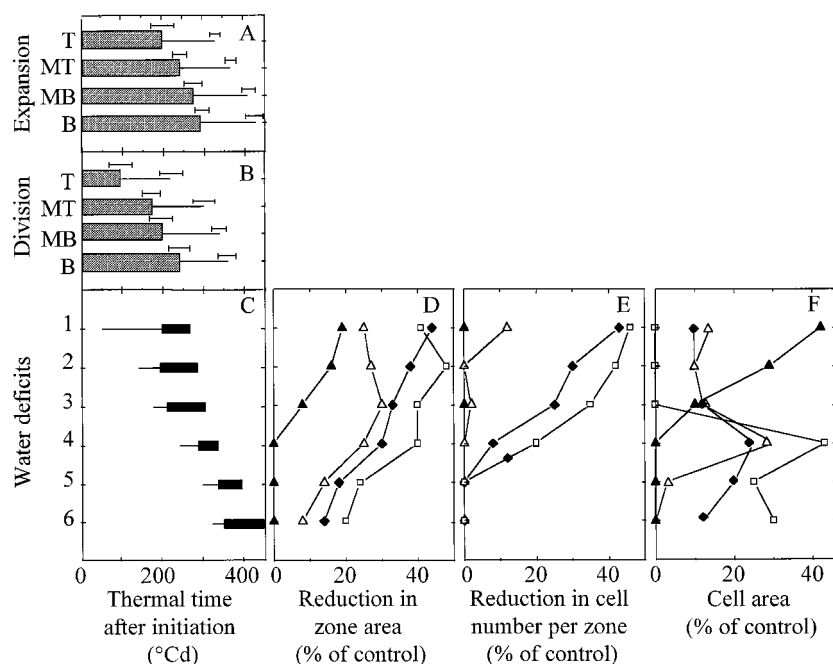 A
Expansion
T
MT
MB
B
B
Division
T
MT
MB
B
C
D
E
F
Water deficits
1
2
3
4
5
6
0 200 400
0 20 40
0 20 40
0 20 40
Thermal time
after initiation
(°Cd)
Reduction in
zone area
(% of control)
Reduction in cell
number per zone
(% of control)
Cell area
(% of control)